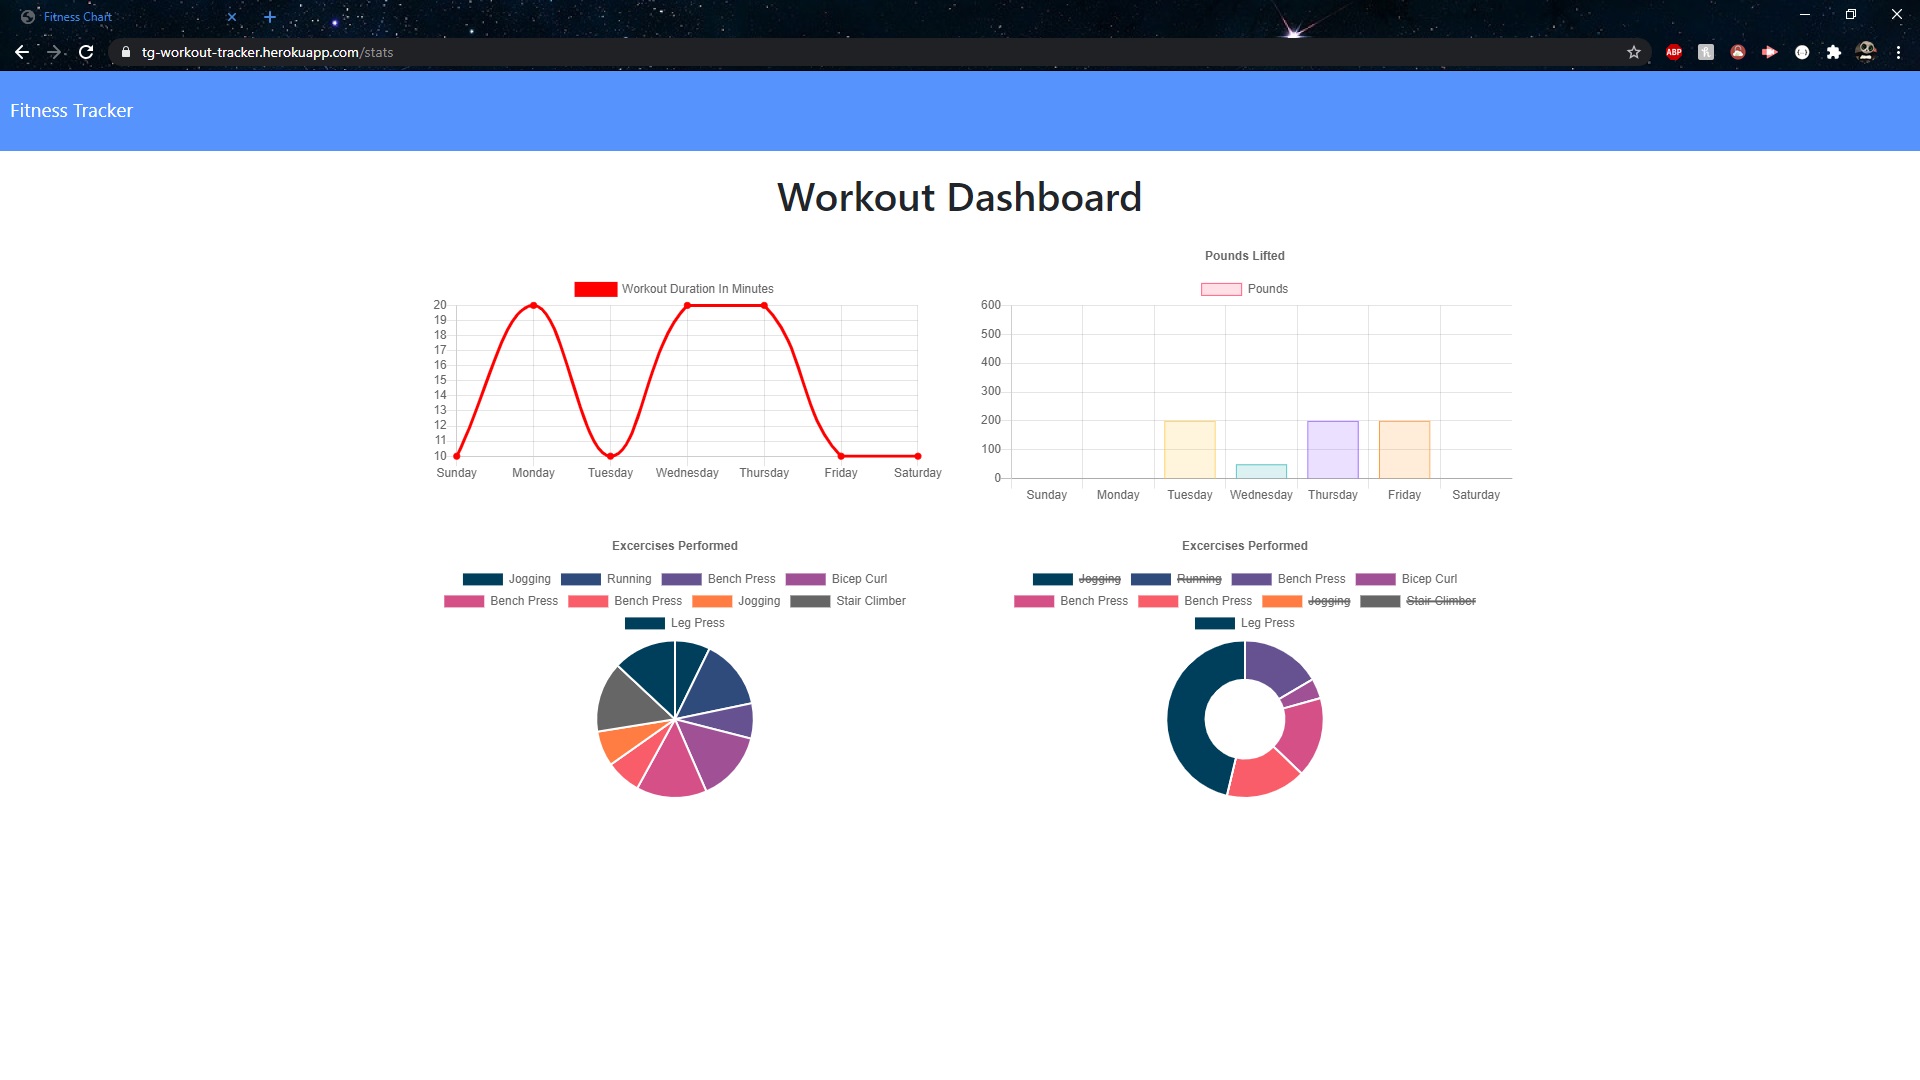 Fitness Chart
tg-workout-tracker.herokuapp.com/stats
ABP
Fitness Tracker
Workout Dashboard
Workout Duration In Minutes
20
19
18
17
16
15
14
13
12
11
10
Sunday Monday Tuesday Wednesday Thursday Friday Saturday
Pounds Lifted
Pounds
600
500
400
300
200
100
0
Sunday Monday Tuesday Wednesday Thursday Friday Saturday
Excercises Performed
Jogging Running Bench Press Bicep Curl
Bench Press Bench Press Jogging Stair Climber
Leg Press
Excercises Performed
Jogging Running Bench Press Bicep Curl
Bench Press Bench Press Jogging Stair Climber
Leg Press